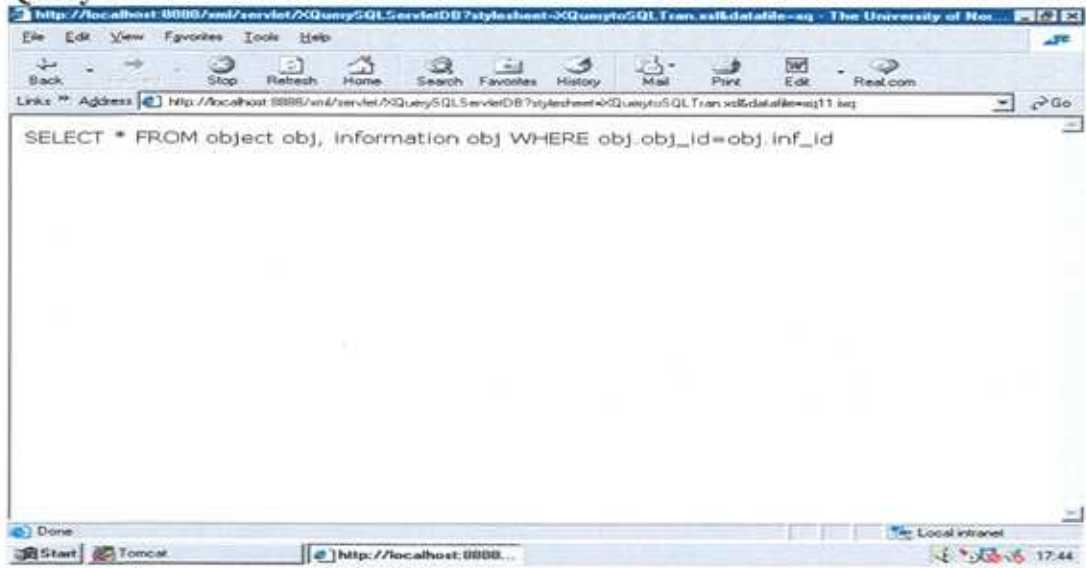 http://localhost:8888/xml/servlet/XQuerySQLServletDB?stylesheet=XQuerytoSQLTran.xsl&datafile=xq - The University of Nor...
File Edit View Favorites Tools Help
Back Stop Refresh Home Search Favorites History Mail Print Edit Real.com
Links » Address http://localhost:8888/xml/servlet/XQuerySQLServletDB?stylesheet=XQuerytoSQLTran.xsl&datafile=xq11.ixq Go
SELECT * FROM object obj, information obj WHERE obj.obj_id=obj.inf_id
Done Local intranet
Start Tomcat http://localhost:8888... 17:44